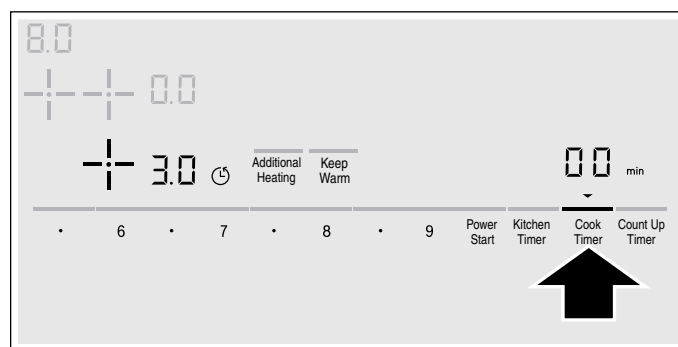 8.0
0.0
3.0
Additional
Heating
Keep
Warm
00 min
• 6 • 7 • 8 • 9
Power
Start
Kitchen
Timer
Cook
Timer
Count Up
Timer